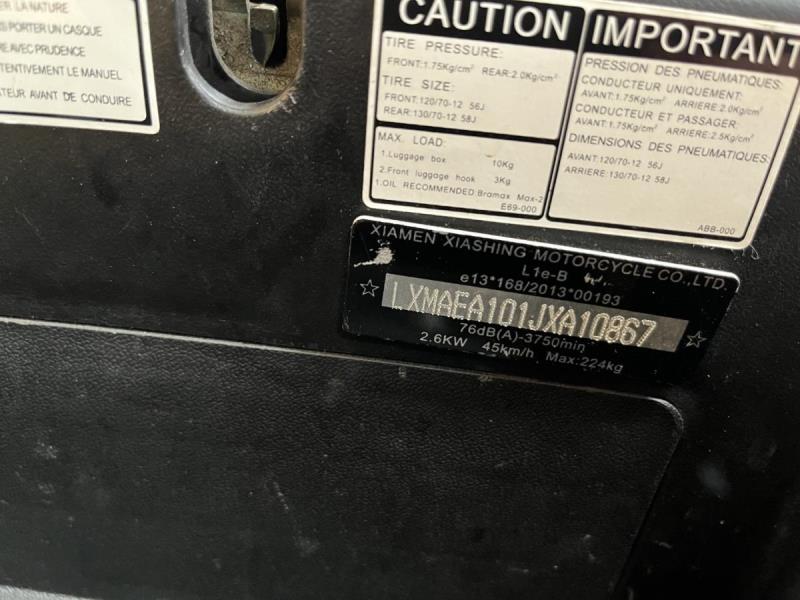 ER LA NATURE
S PORTER UN CASQUE
RE AVEC PRUDENCE
TENTIVEMENT LE MANUEL
ATEUR AVANT DE CONDUIRE
CAUTION
TIRE PRESSURE:
FRONT:1.75Kg/cm² REAR:2.0Kg/cm²
TIRE SIZE:
FRONT:120/70-12 56J
REAR:130/70-12 58J
MAX. LOAD:
1.Luggage box 10Kg
2.Front luggage hook 3Kg
1.OIL RECOMMENDED:Bramax Max-2
E69-000
IMPORTANT
PRESSION DES PNEUMATIQUES:
CONDUCTEUR UNIQUEMENT:
AVANT:1.75Kg/cm² ARRIERE:2.0Kg/cm²
CONDUCTEUR ET PASSAGER:
AVANT:1.75Kg/cm² ARRIERE:2.5Kg/cm²
DIMENSIONS DES PNEUMATIQUES:
AVANT:120/70-12 56J
ARRIERE:130/70-12 58J
ABB-000
XIAMEN XIASHING MOTORCYCLE CO.,LTD.
L1e-B
e13*168/2013*00193
☆ LXMAEA101JXA10867 ☆
76dB(A)-3750min
2.6KW 45km/h Max:224kg